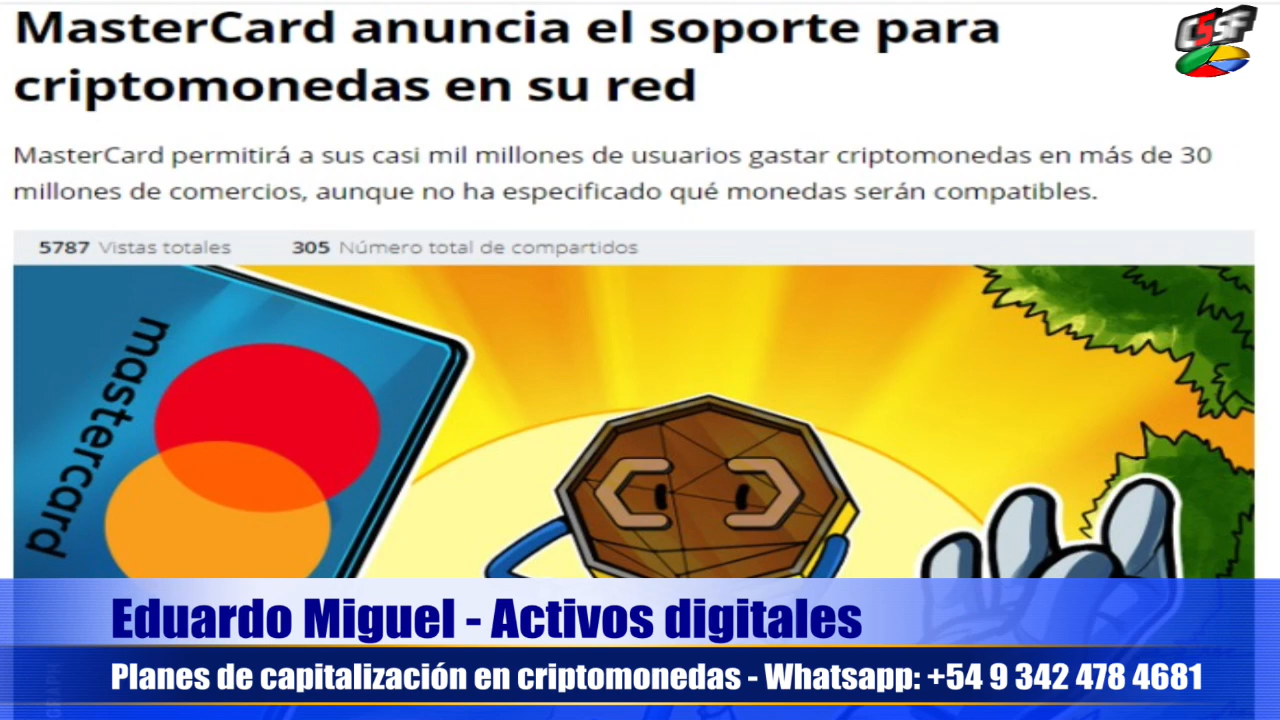 MasterCard anuncia el soporte para
criptomonedas en su red
MasterCard permitirá a sus casi mil millones de usuarios gastar criptomonedas en más de 30
millones de comercios, aunque no ha especificado qué monedas serán compatibles.
5787 Vistas totales 305 Número total de compartidos
mastercard
Eduardo Miguel - Activos digitales
Planes de capitalización en criptomonedas - Whatsapp: +54 9 342 478 4681